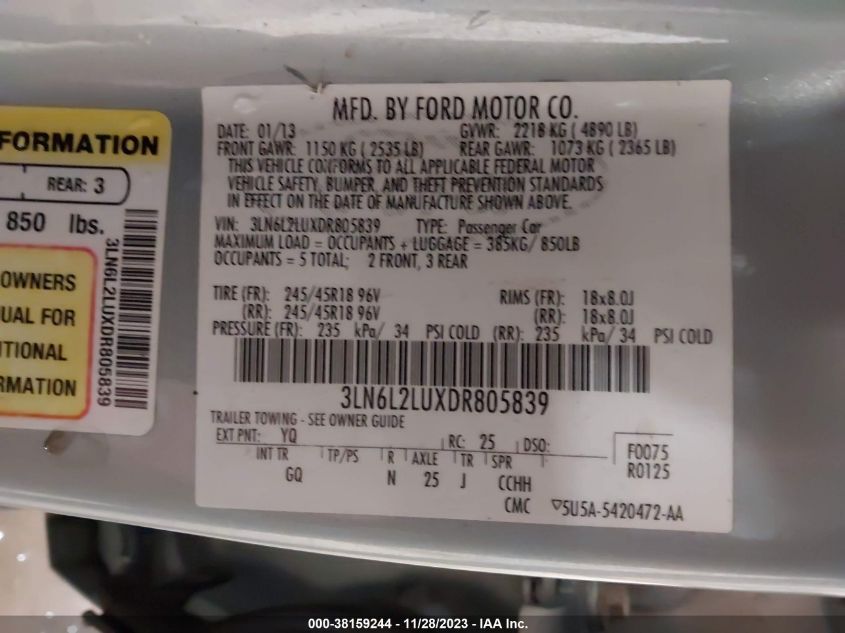 FORMATION
REAR: 3
850 lbs.
OWNERS
UAL FOR
ITIONAL
RMATION
3LN6L2LUXDR805839
MFD. BY FORD MOTOR CO.
DATE: 01/13 GVWR: 2218 KG ( 4890 LB)
FRONT GAWR: 1150 KG ( 2535 LB) REAR GAWR: 1073 KG ( 2365 LB)
THIS VEHICLE CONFORMS TO ALL APPLICABLE FEDERAL MOTOR
VEHICLE SAFETY, BUMPER, AND THEFT PREVENTION STANDARDS
IN EFFECT ON THE DATE OF MANUFACTURE SHOWN ABOVE.
VIN: 3LN6L2LUXDR805839 TYPE: Passenger Car
MAXIMUM LOAD = OCCUPANTS + LUGGAGE = 385KG/ 850LB
OCCUPANTS = 5 TOTAL; 2 FRONT, 3 REAR
TIRE (FR): 245/45R18 96V RIMS (FR): 18x8.0J
(RR): 245/45R18 96V (RR): 18x8.0J
PRESSURE (FR): 235 kPa/ 34 PSI COLD (RR): 235 kPa/ 34 PSI COLD
3LN6L2LUXDR805839
TRAILER TOWING - SEE OWNER GUIDE
EXT PNT: YQ RC: 25 DSO: F0075
INT TR TP/PS R AXLE TR SPR R0125
GQ N 25 J CCHH
CMC ▽5U5A-5420472-AA
000-38159244 - 11/28/2023 - IAA Inc.